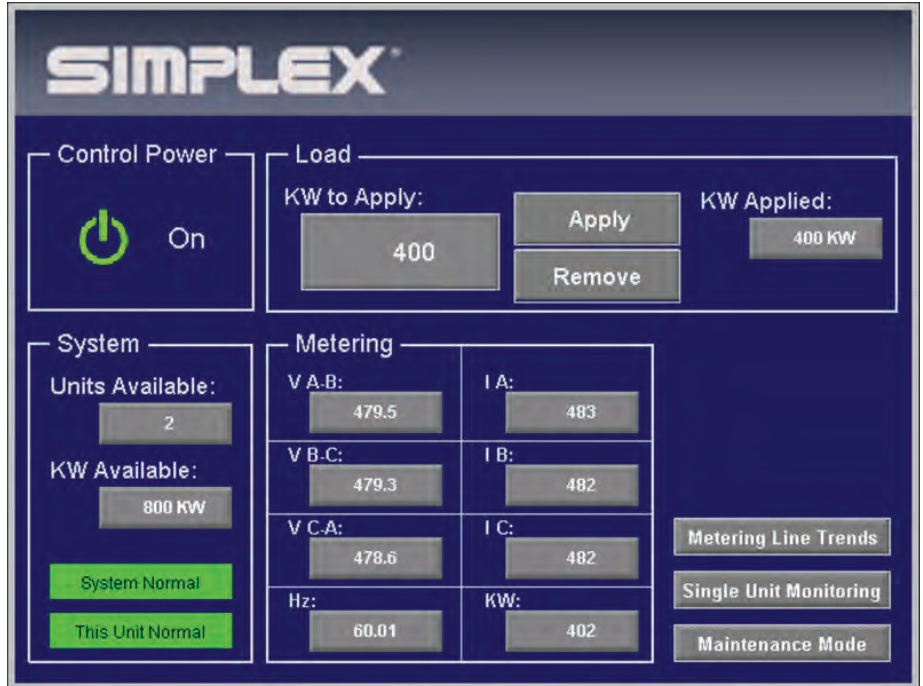 SIMPLEX
Control Power
On
Load
KW to Apply:
400
Apply
Remove
KW Applied:
400 KW
System
Units Available:
2
KW Available:
800 KW
System Normal
This Unit Normal
Metering
V A-B:
479.5
I A:
483
V B-C:
479.3
I B:
482
V C-A:
478.6
I C:
482
Hz:
60.01
KW:
402
Metering Line Trends
Single Unit Monitoring
Maintenance Mode